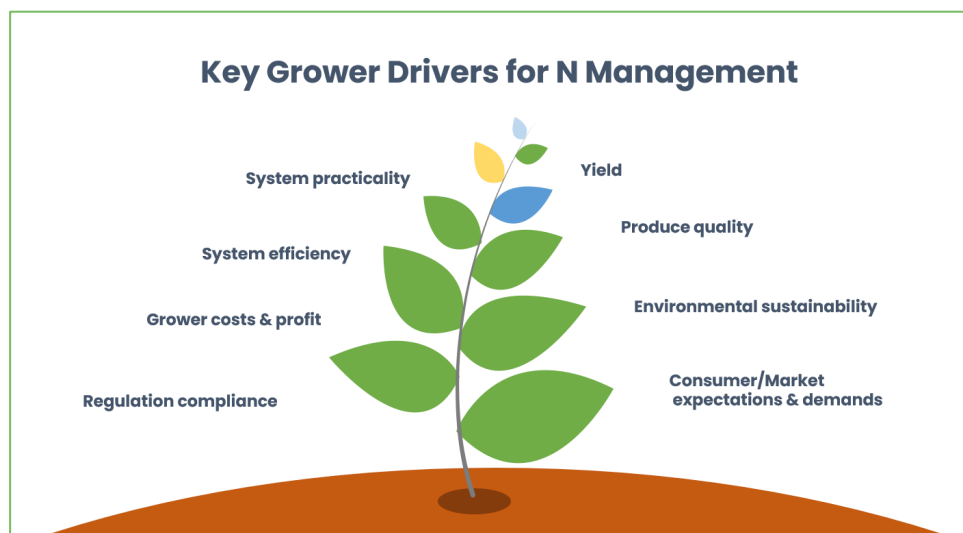 Key Grower Drivers for N Management
System practicality
System efficiency
Grower costs & profit
Regulation compliance
Yield
Produce quality
Environmental sustainability
Consumer/Market
expectations & demands